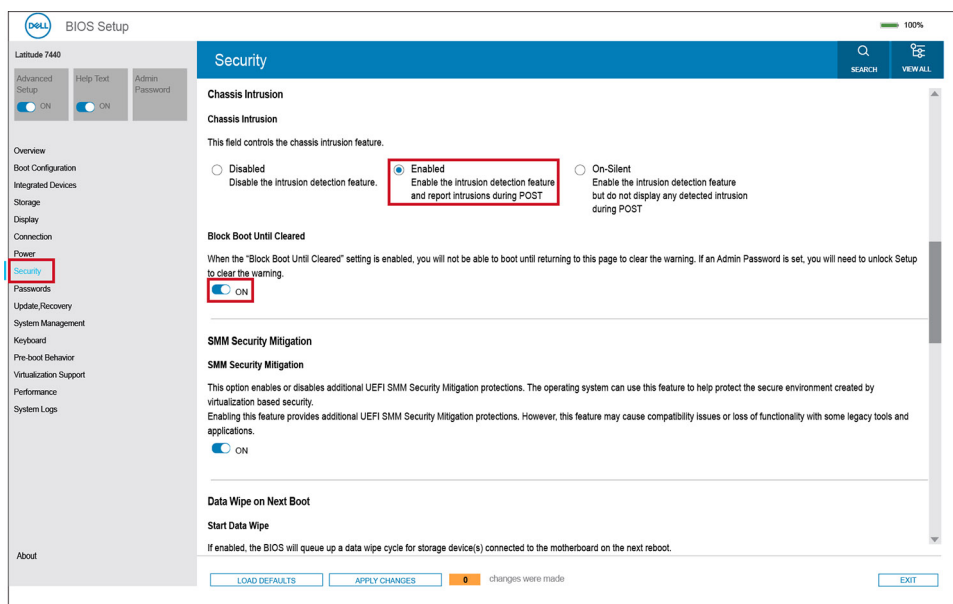 DELL
BIOS Setup
100%
Latitude 7440
Advanced Setup
ON
Help Text
ON
Admin Password
Security
SEARCH
VIEW ALL
Overview
Boot Configuration
Integrated Devices
Storage
Display
Connection
Power
Security
Passwords
Update,Recovery
System Management
Keyboard
Pre-boot Behavior
Virtualization Support
Performance
System Logs
About
Chassis Intrusion
Chassis Intrusion
This field controls the chassis intrusion feature.
Disabled
Disable the intrusion detection feature.
Enabled
Enable the intrusion detection feature
and report intrusions during POST
On-Silent
Enable the intrusion detection feature
but do not display any detected intrusion
during POST
Block Boot Until Cleared
When the “Block Boot Until Cleared” setting is enabled, you will not be able to boot until returning to this page to clear the warning. If an Admin Password is set, you will need to unlock Setup
to clear the warning.
ON
SMM Security Mitigation
SMM Security Mitigation
This option enables or disables additional UEFI SMM Security Mitigation protections. The operating system can use this feature to help protect the secure environment created by
virtualization based security.
Enabling this feature provides additional UEFI SMM Security Mitigation protections. However, this feature may cause compatibility issues or loss of functionality with some legacy tools and
applications.
ON
Data Wipe on Next Boot
Start Data Wipe
If enabled, the BIOS will queue up a data wipe cycle for storage device(s) connected to the motherboard on the next reboot.
LOAD DEFAULTS
APPLY CHANGES
0
changes were made
EXIT